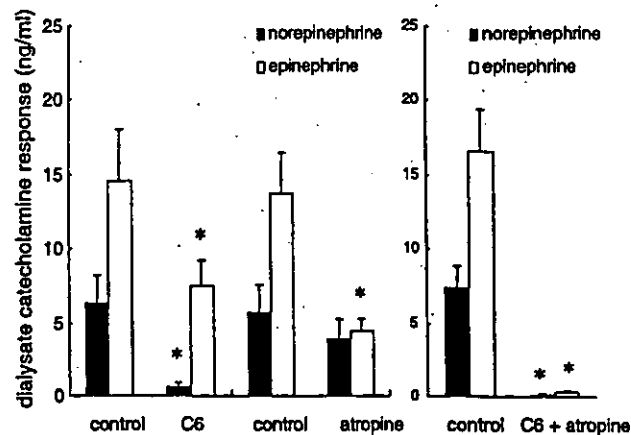 dialysate catecholamine response (ng/ml)
25
20
15
10
5
0
norepinephrine
epinephrine
*
*
*
control C6 control atropine
25
20
15
10
5
0
norepinephrine
epinephrine
* *
control C6 + atropine